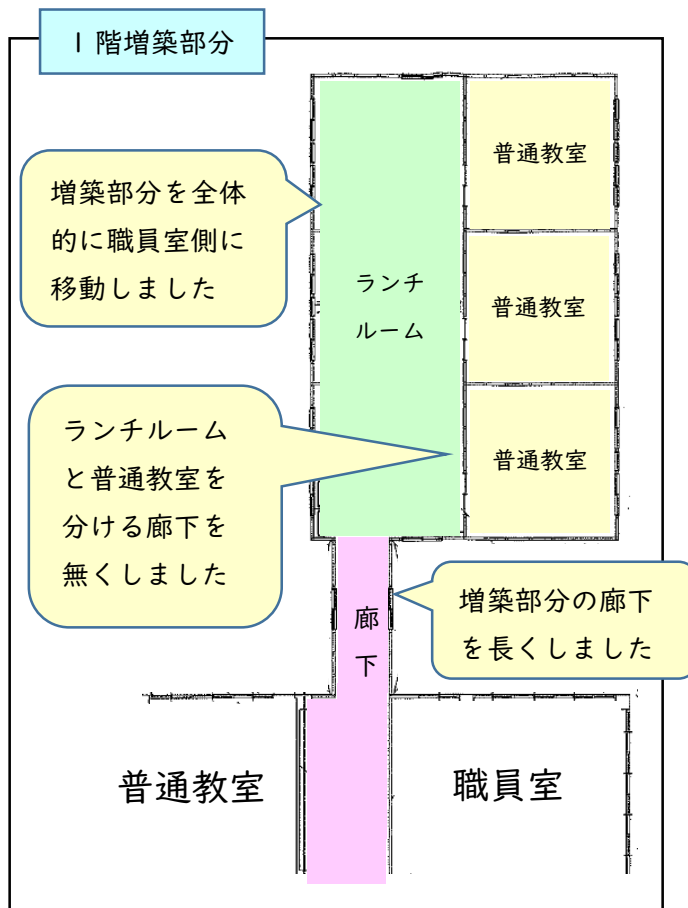 1階増築部分
増築部分を全体
的に職員室側に
移動しました
ランチ
ルーム
普通教室
普通教室
普通教室
ランチルーム
と普通教室を
分ける廊下を
無くしました
増築部分の廊下
を長くしました
廊
下
普通教室
職員室